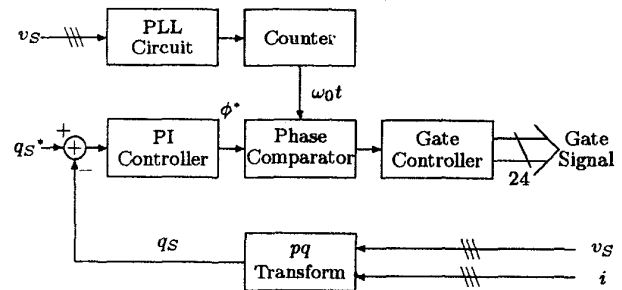 v_S
PLL
Circuit
Counter
ω_0t
+
q_S*
−
PI
Controller
φ*
Phase
Comparator
Gate
Controller
24
Gate
Signal
q_S
pq
Transform
v_S
i